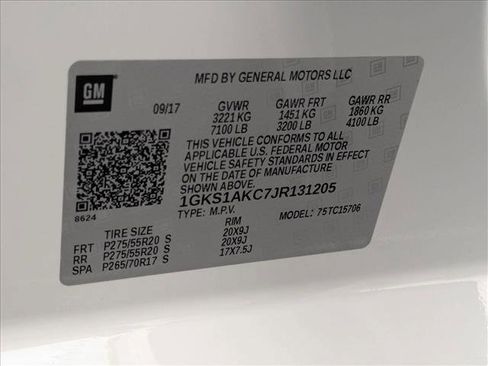 GM
MFD BY GENERAL MOTORS LLC
09/17 GVWR GAWR FRT GAWR RR
3221 KG 1451 KG 1860 KG
7100 LB 3200 LB 4100 LB
THIS VEHICLE CONFORMS TO ALL
APPLICABLE U.S. FEDERAL MOTOR
VEHICLE SAFETY STANDARDS IN EFFECT
ON THE DATE OF MANUFACTURE
SHOWN ABOVE.
1GKS1AKC7JR131205
8624 TYPE: M.P.V. MODEL: 75TC15706
TIRE SIZE RIM
FRT P275/55R20 S 20X9J
RR P275/55R20 S 20X9J
SPA P265/70R17 S 17X7.5J